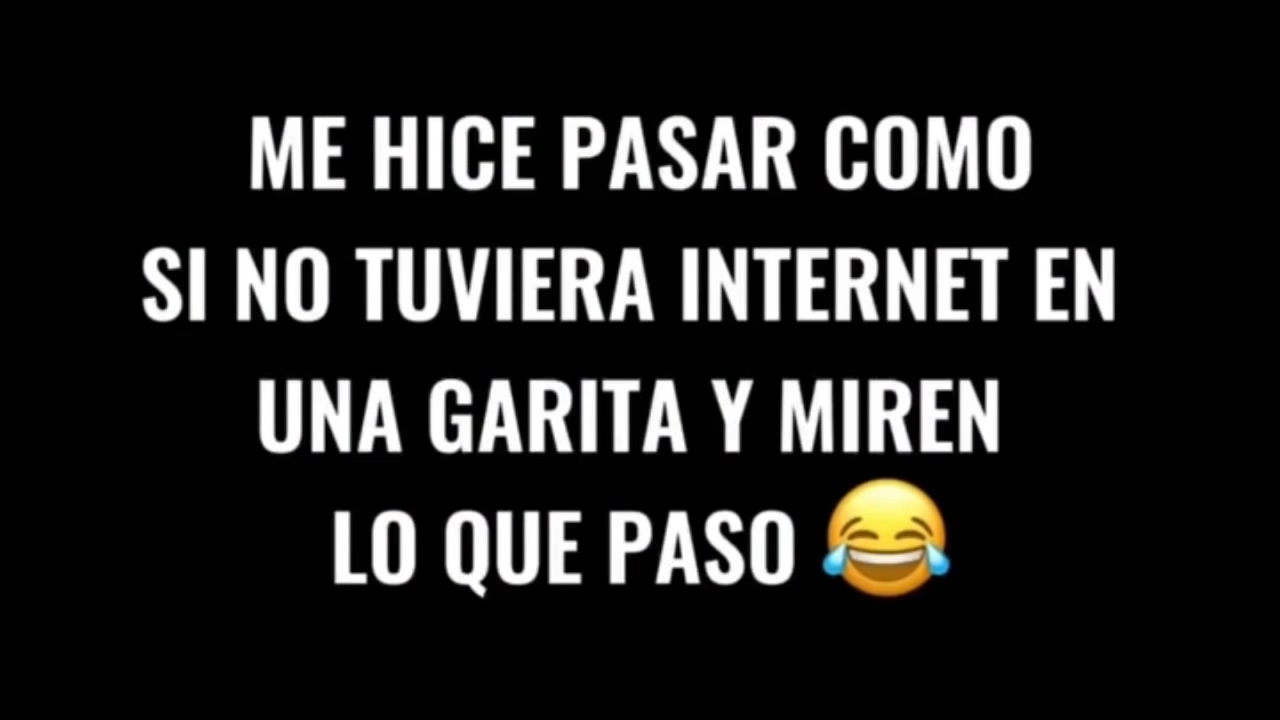 ME HICE PASAR COMO
SI NO TUVIERA INTERNET EN
UNA GARITA Y MIREN
LO QUE PASO 😂